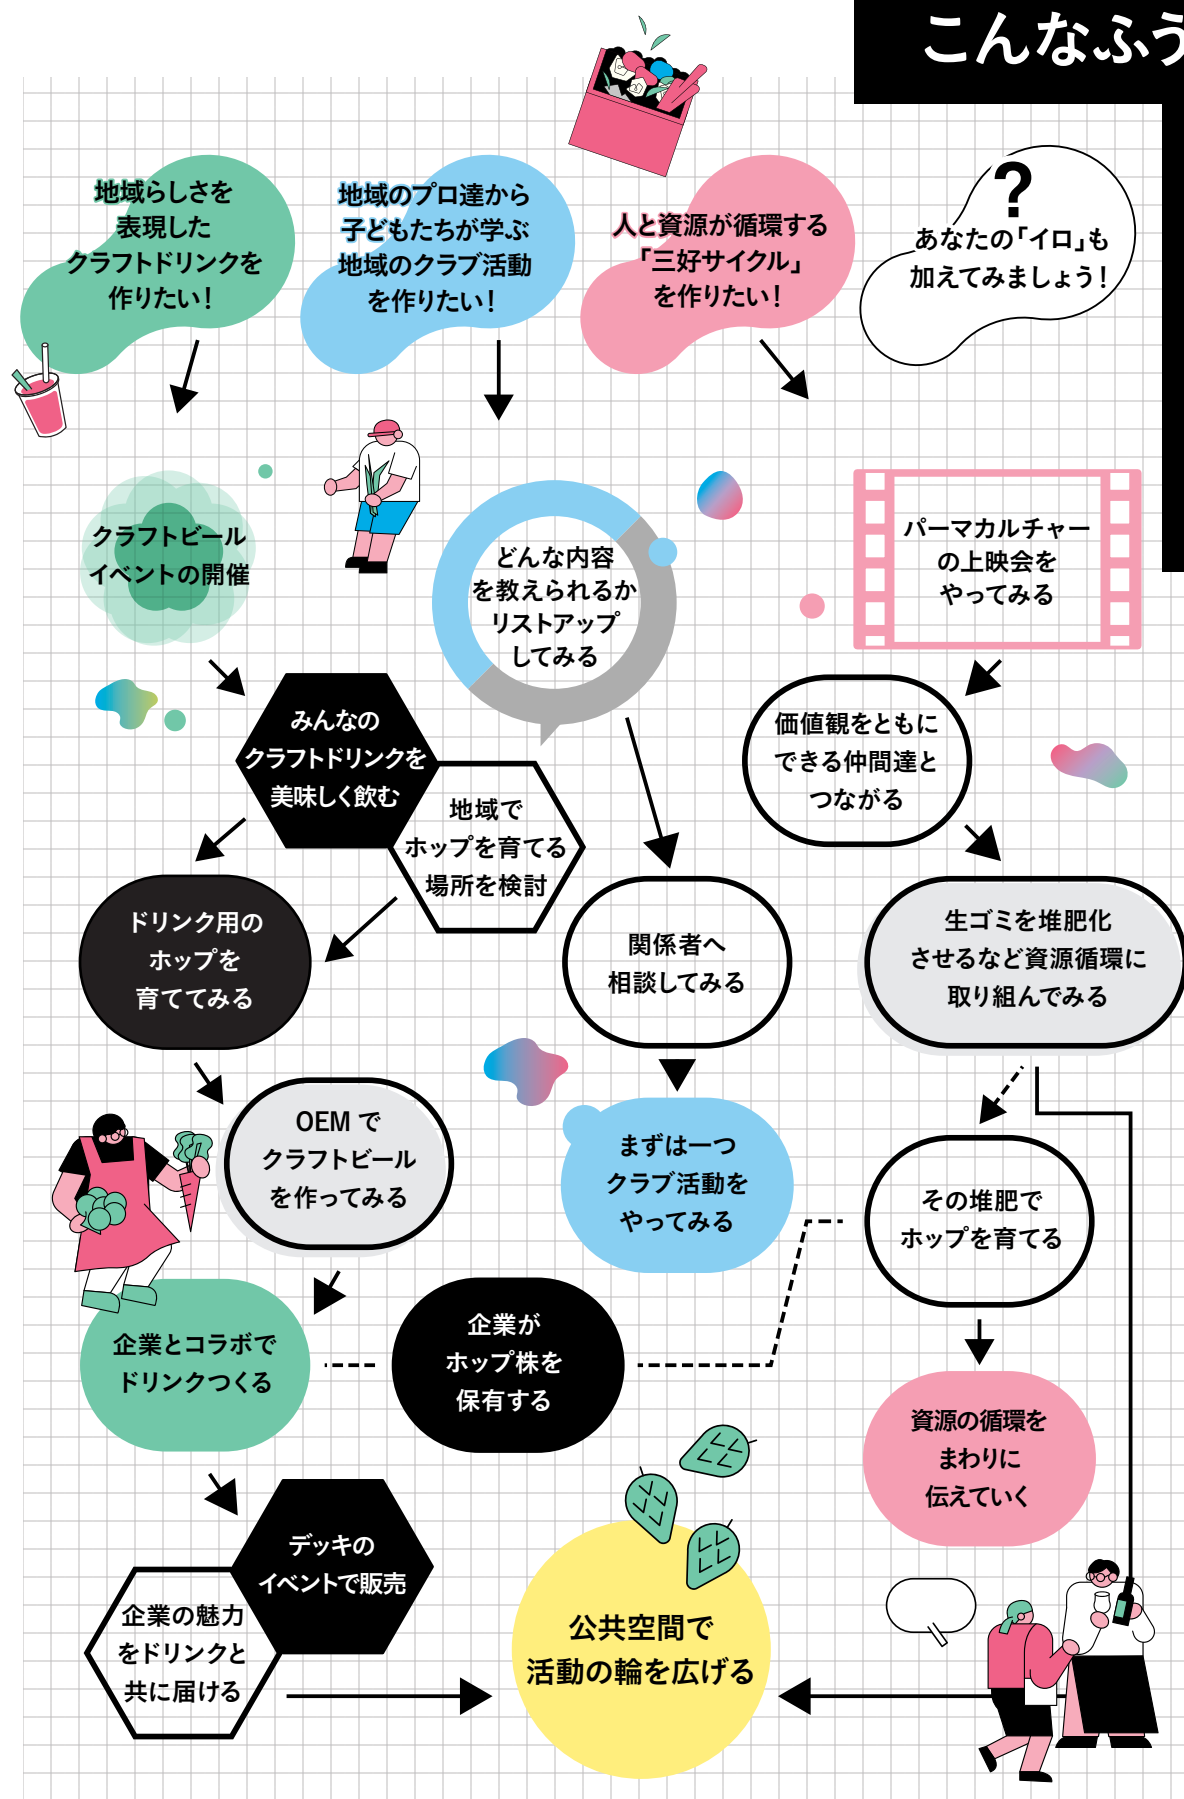 こんなふう
地域らしさを
表現した
クラフトドリンクを
作りたい！
地域のプロ達から
子どもたちが学ぶ
地域のクラブ活動
を作りたい！
人と資源が循環する
「三好サイクル」
を作りたい！
？
あなたの「イロ」も
加えてみましょう！
クラフトビール
イベントの開催
どんな内容
を教えられるか
リストアップ
してみる
パーマカルチャー
の上映会を
やってみる
みんなの
クラフトドリンクを
美味しく飲む
地域で
ホップを育てる
場所を検討
価値観をともに
できる仲間達と
つながる
ドリンク用の
ホップを
育ててみる
関係者へ
相談してみる
生ゴミを堆肥化
させるなど資源循環に
取り組んでみる
OEMで
クラフトビール
を作ってみる
まずは一つ
クラブ活動を
やってみる
その堆肥で
ホップを育てる
企業とコラボで
ドリンクつくる
企業が
ホップ株を
保有する
資源の循環を
まわりに
伝えていく
デッキの
イベントで販売
企業の魅力
をドリンクと
共に届ける
公共空間で
活動の輪を広げる